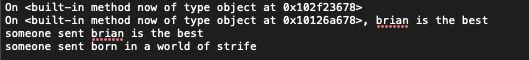 On <built-in method now of type object at 0x102f23678>
On <built-in method now of type object at 0x10126a678>, brian is the best
someone sent brian is the best
someone sent born in a world of strife